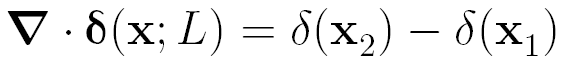 𝛁 · 𝛅(𝐱; L) = δ(𝐱₂) − δ(𝐱₁)